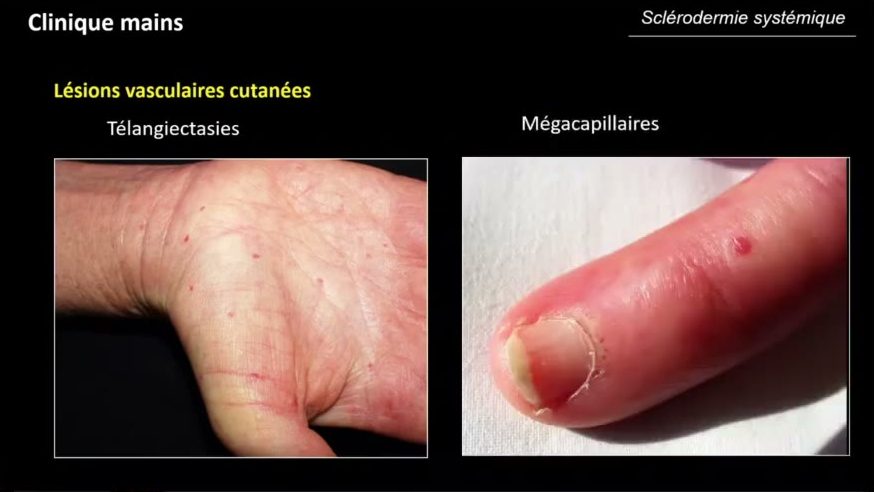 Clinique mains
Sclérodermie systémique
Lésions vasculaires cutanées
Télangiectasies
Mégacapillaires